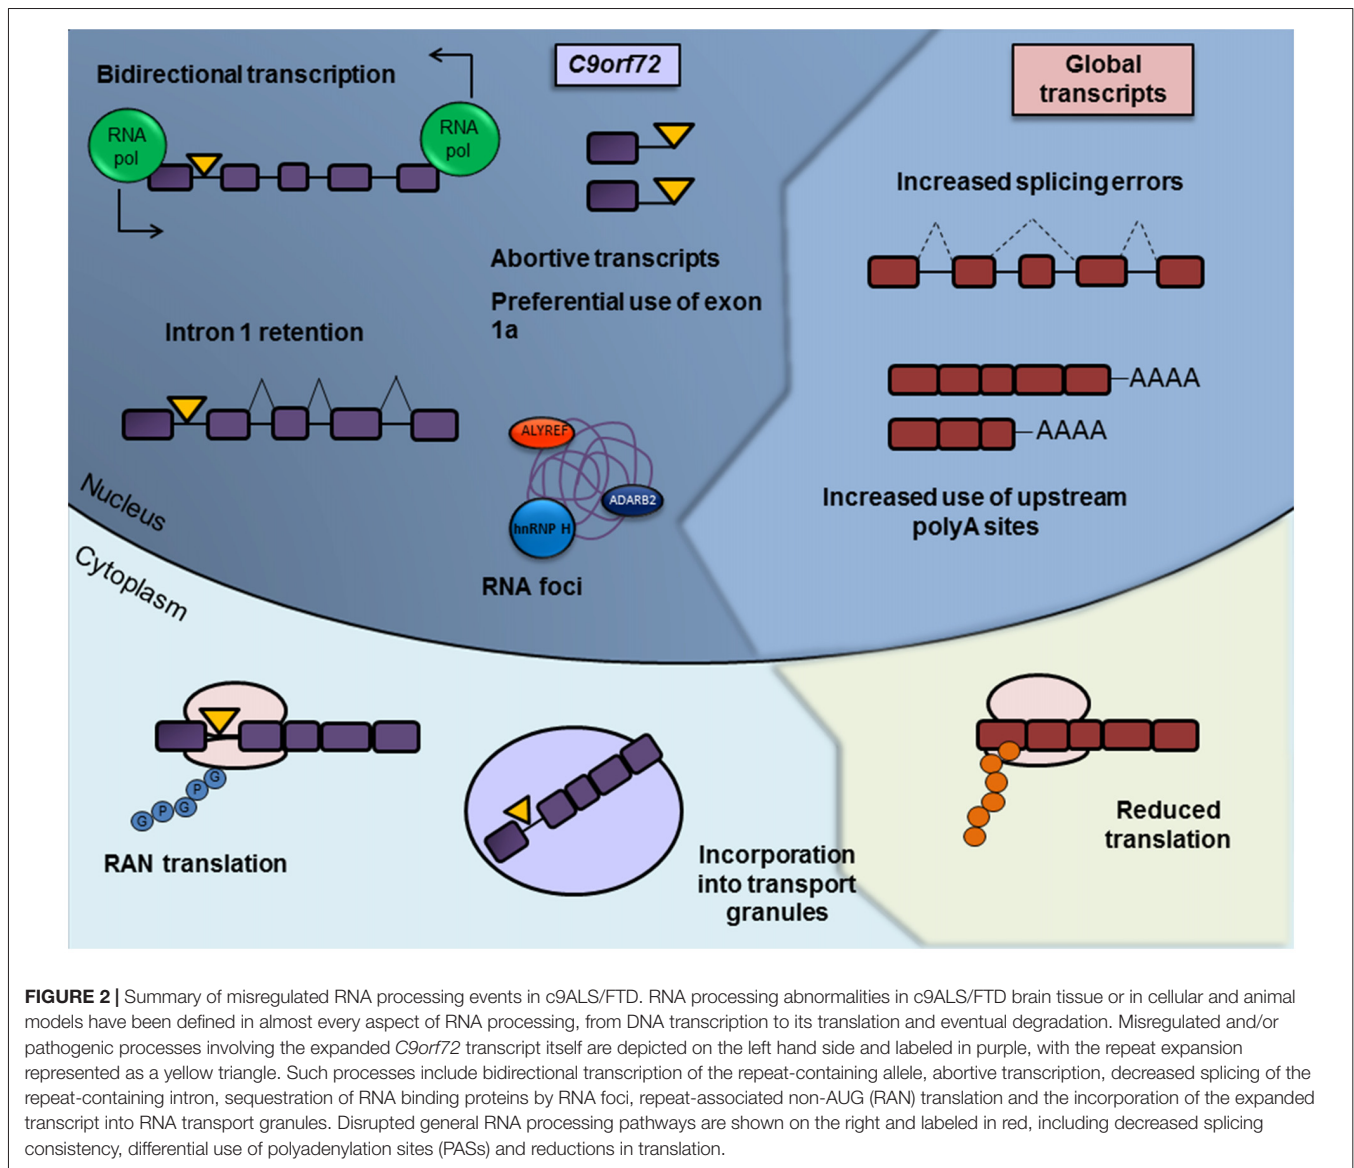 Bidirectional transcription
C9orf72
Global
transcripts
RNA
pol
RNA
pol
Increased splicing errors
Abortive transcripts
Preferential use of exon
1a
Intron 1 retention
AAAA
AAAA
ALYREF
ADARB2
hnRNP H
Increased use of upstream
polyA sites
RNA foci
Nucleus
Cytoplasm
G
P
G
P
G
RAN translation
Incorporation
into transport
granules
Reduced
translation
FIGURE 2 | Summary of misregulated RNA processing events in c9ALS/FTD. RNA processing abnormalities in c9ALS/FTD brain tissue or in cellular and animal
models have been defined in almost every aspect of RNA processing, from DNA transcription to its translation and eventual degradation. Misregulated and/or
pathogenic processes involving the expanded C9orf72 transcript itself are depicted on the left hand side and labeled in purple, with the repeat expansion
represented as a yellow triangle. Such processes include bidirectional transcription of the repeat-containing allele, abortive transcription, decreased splicing of the
repeat-containing intron, sequestration of RNA binding proteins by RNA foci, repeat-associated non-AUG (RAN) translation and the incorporation of the expanded
transcript into RNA transport granules. Disrupted general RNA processing pathways are shown on the right and labeled in red, including decreased splicing
consistency, differential use of polyadenylation sites (PASs) and reductions in translation.